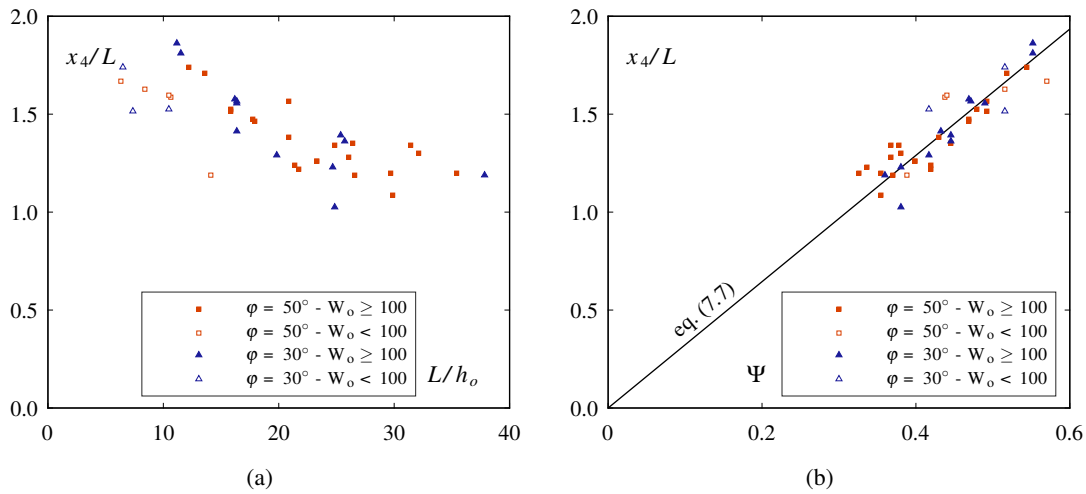 2.0
1.5
1.0
0.5
0.0
x₄/L
φ = 50° - Wₒ ≥ 100
φ = 50° - Wₒ < 100
φ = 30° - Wₒ ≥ 100
φ = 30° - Wₒ < 100
L/hₒ
0 10 20 30 40
(a)
2.0
1.5
1.0
0.5
0.0
x₄/L
eq. (7.7)
Ψ
φ = 50° - Wₒ ≥ 100
φ = 50° - Wₒ < 100
φ = 30° - Wₒ ≥ 100
φ = 30° - Wₒ < 100
0 0.2 0.4 0.6
(b)